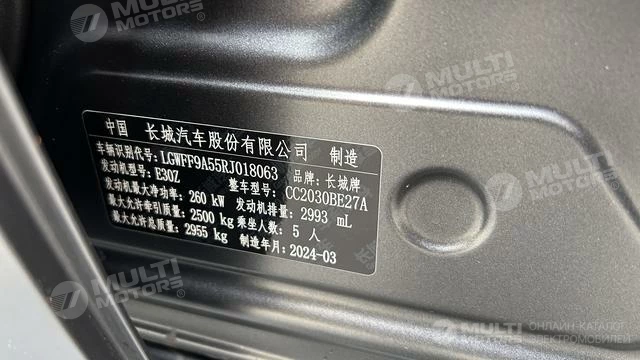 MULTI MOTORS
MULTI MOTORS
中国 长城汽车股份有限公司 制造
车辆识别代号: LGWFF9A55RJ018063 品牌: 长城牌
发动机型号: E30Z 整车型号: CC2030BE27A
发动机最大净功率: 260 kW 发动机排量: 2993 mL
最大允许牵引质量: 2500 kg 乘坐人数: 5 人
最大允许总质量: 2955 kg 制造年月: 2024-03
MULTI MOTORS
MULTI MOTORS
ОНЛАЙН-КАТАЛОГ ЭЛЕКТРОМОБИЛЕЙ